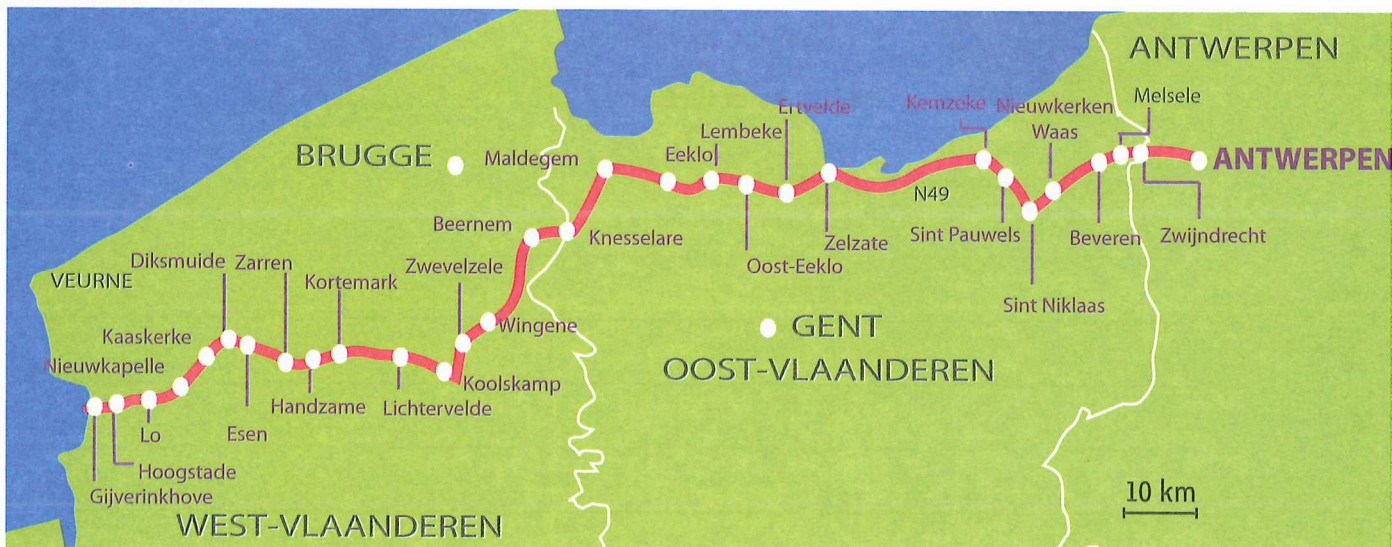 ANTWERPEN
Melsele
Kemzeke
Nieuwkerken
Waas
Ertvelde
Lembeke
Eeklo
BRUGGE
Maldegem
ANTWERPEN
N49
Beernem
Knesselare
Sint Pauwels
Beveren
Zwijndrecht
Zelzate
Oost-Eeklo
Diksmuide
Zarren
Zwevelzele
VEURNE
Kortemark
Sint Niklaas
Kaaskerke
Wingene
GENT
Nieuwkapelle
OOST-VLAANDEREN
Koolskamp
Handzame
Lichtervelde
Lo
Esen
Hoogstade
Gijverinkhove
10 km
WEST-VLAANDEREN